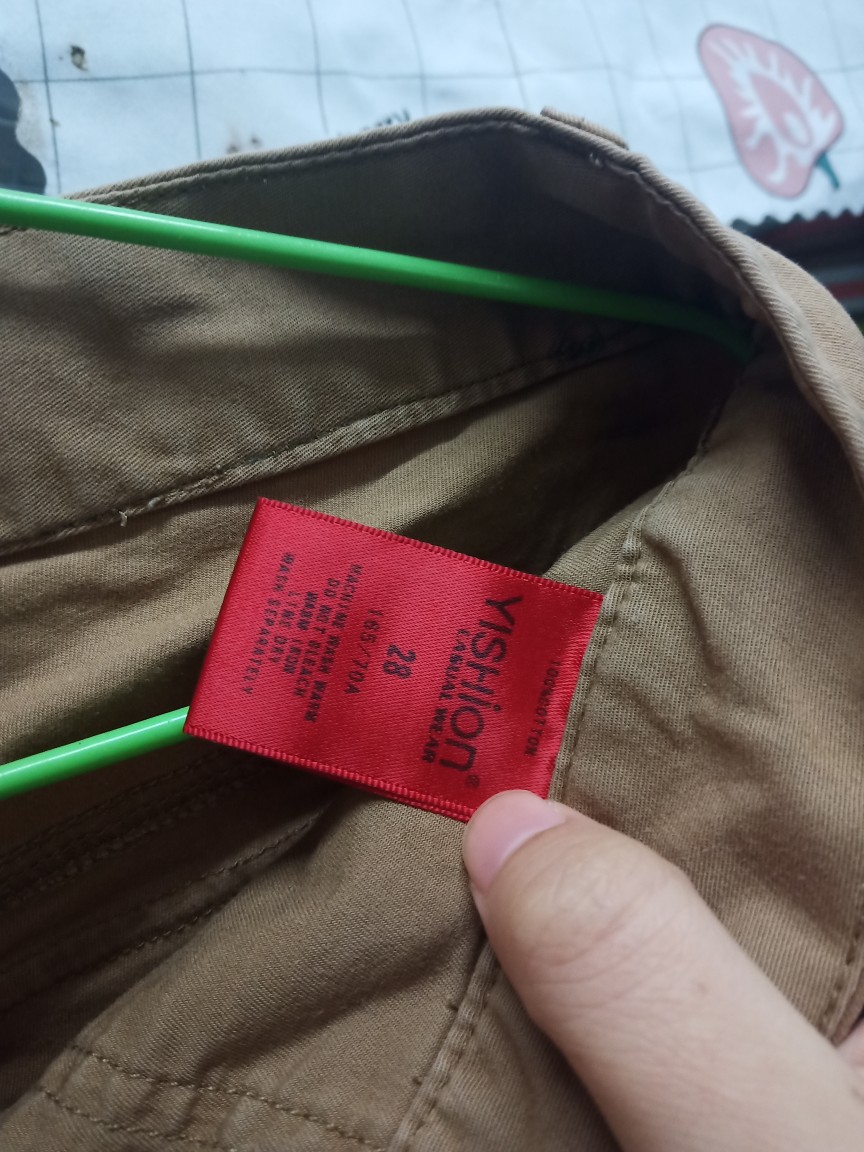 100%COTTON
YIShion®
CASUAL WEAR
28
165/70A
MACHINE WASH WARM
DO NOT BLEACH
WARM IRON
LINE DRY
WASH SEPARATELY